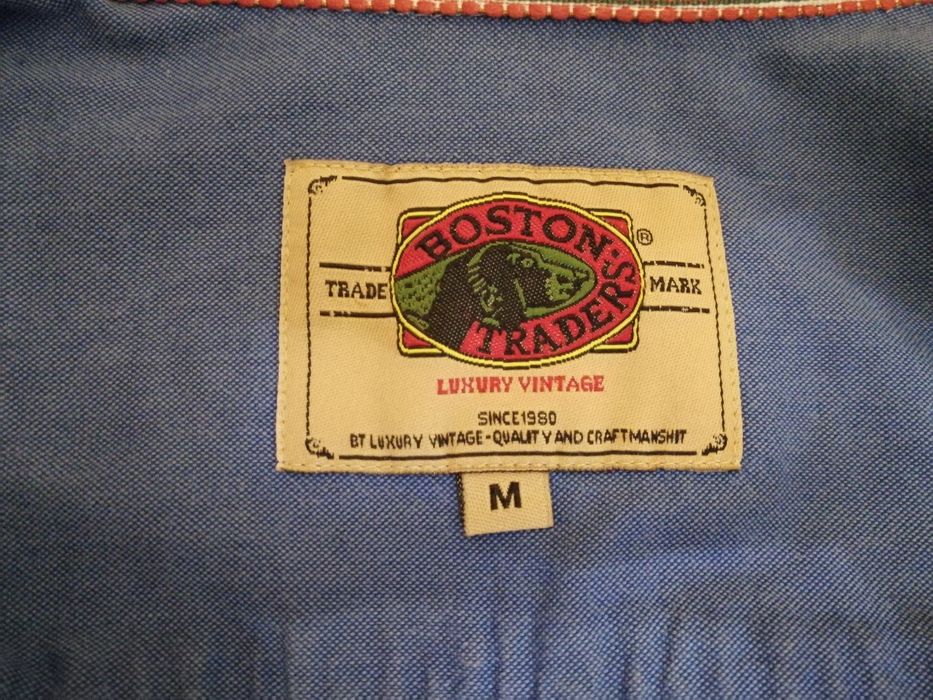 BOSTON
TRADERS
®
TRADE MARK
LUXURY VINTAGE
SINCE1980
BT LUXURY VINTAGE-QUALITY AND CRAFTMANSHIT
M